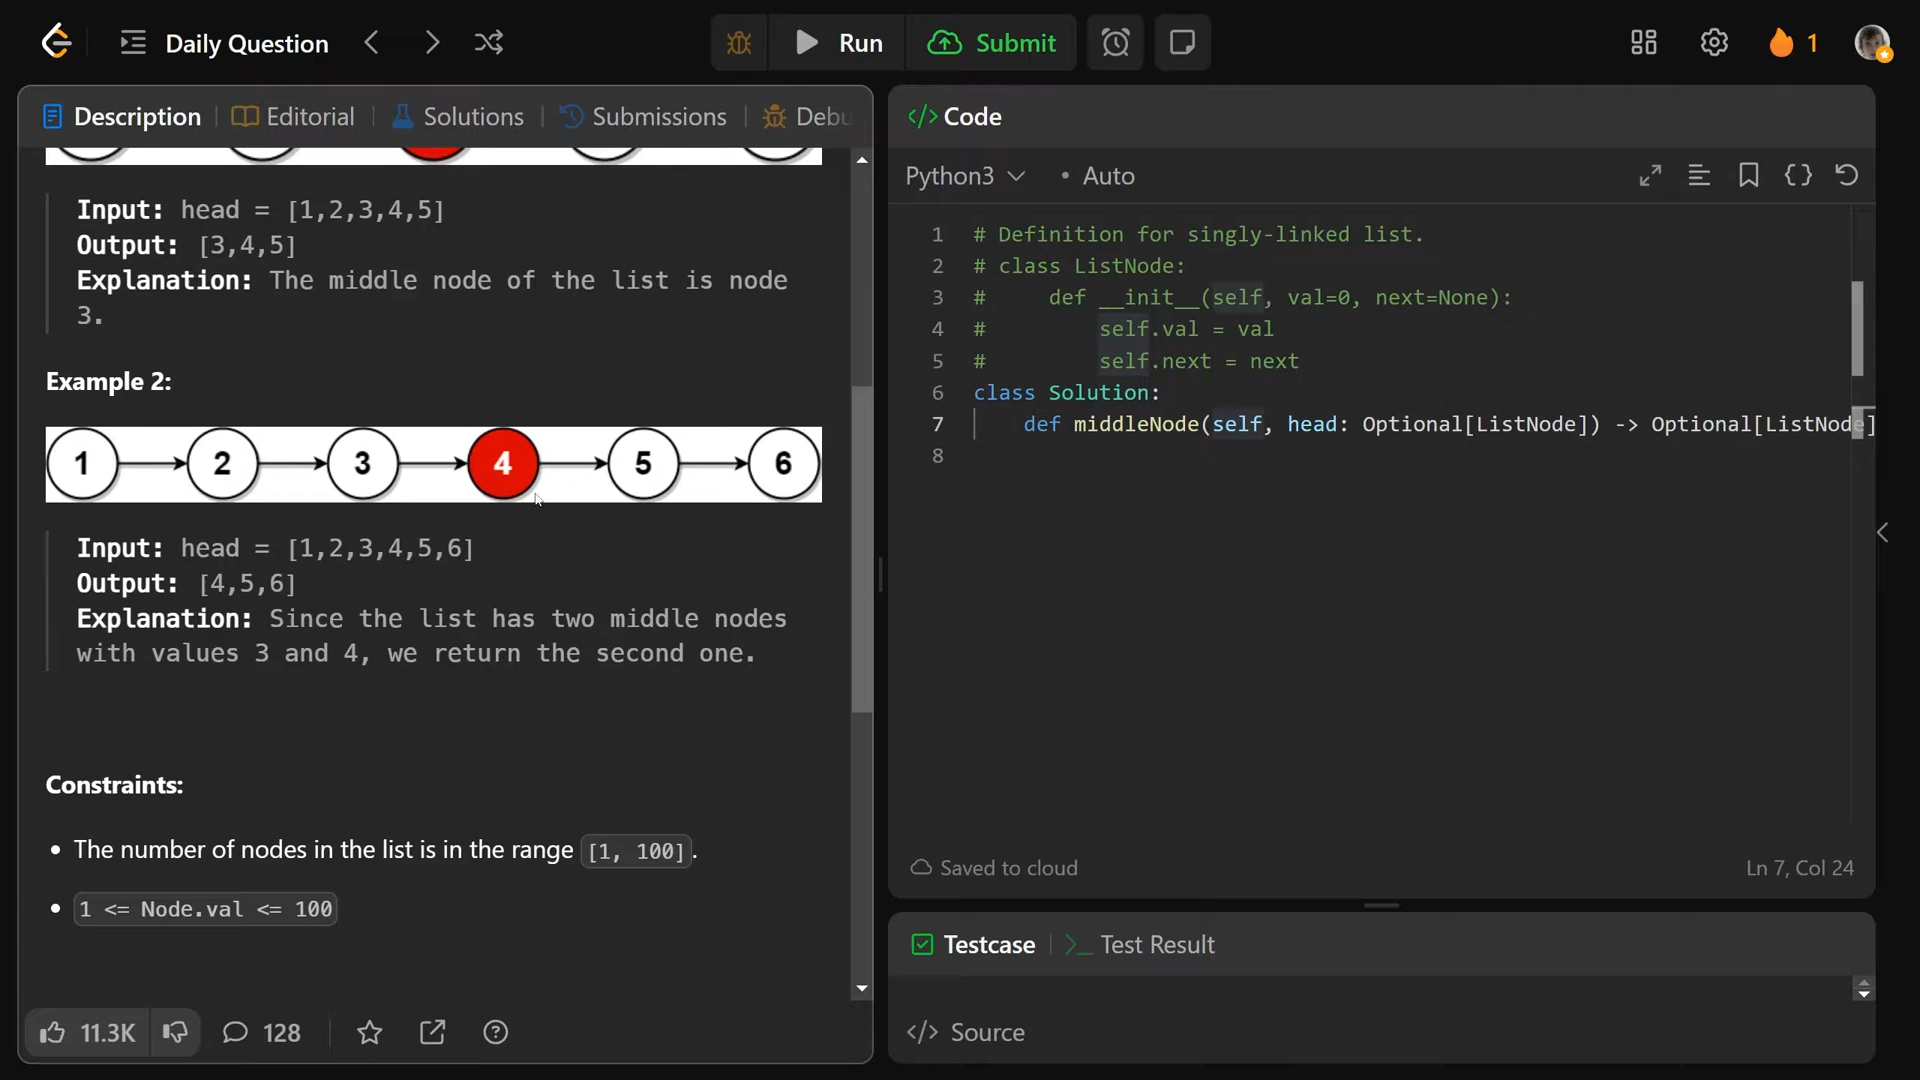 Daily Question
Run
Submit
1
Description
Editorial
Solutions
Submissions
Debu
Input: head = [1,2,3,4,5]
Output: [3,4,5]
Explanation: The middle node of the list is node
3.
Example 2:
1 2 3 4 5 6
Input: head = [1,2,3,4,5,6]
Output: [4,5,6]
Explanation: Since the list has two middle nodes
with values 3 and 4, we return the second one.
Constraints:
• The number of nodes in the list is in the range [1, 100].
• 1 <= Node.val <= 100
11.3K
128
</> Code
Python3 • Auto
1 # Definition for singly-linked list.
2 # class ListNode:
3 #     def __init__(self, val=0, next=None):
4 #         self.val = val
5 #         self.next = next
6 class Solution:
7     def middleNode(self, head: Optional[ListNode]) -> Optional[ListNode]
8
Saved to cloud
Ln 7, Col 24
Testcase
>_ Test Result
</> Source